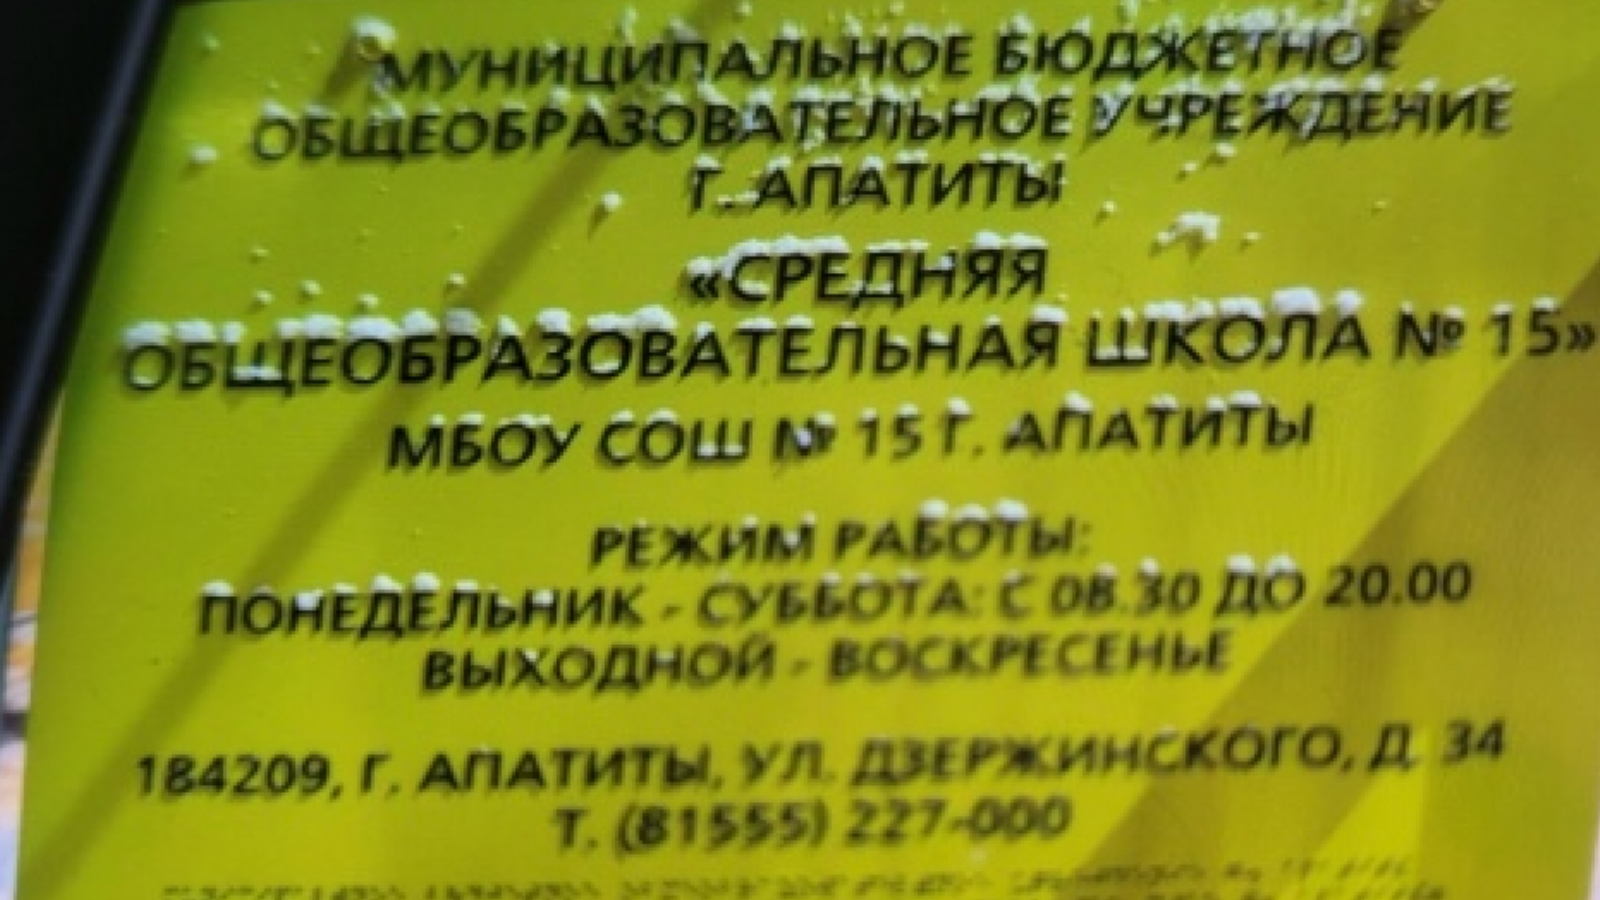 МУНИЦИПАЛЬНОЕ БЮДЖЕТНОЕ
ОБЩЕОБРАЗОВАТЕЛЬНОЕ УЧРЕЖДЕНИЕ
Г. АПАТИТЫ
«СРЕДНЯЯ
ОБЩЕОБРАЗОВАТЕЛЬНАЯ ШКОЛА № 15»
МБОУ СОШ № 15 Г. АПАТИТЫ
РЕЖИМ РАБОТЫ:
ПОНЕДЕЛЬНИК - СУББОТА: С 08.30 ДО 20.00
ВЫХОДНОЙ - ВОСКРЕСЕНЬЕ
184209, Г. АПАТИТЫ, УЛ. ДЗЕРЖИНСКОГО, Д. 34
Т. (81555) 227-000